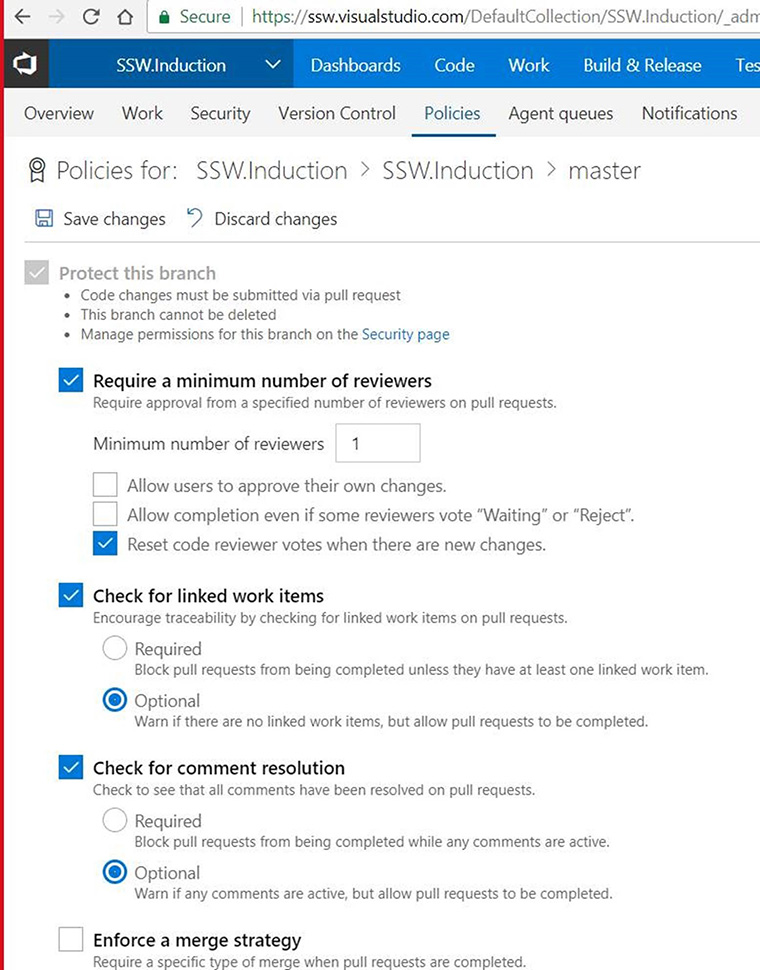 Secure https://ssw.visualstudio.com/DefaultCollection/SSW.Induction/_adm
SSW.Induction Dashboards Code Work Build & Release Tes
Overview Work Security Version Control Policies Agent queues Notifications
Policies for: SSW.Induction > SSW.Induction > master
Save changes Discard changes
Protect this branch
• Code changes must be submitted via pull request
• This branch cannot be deleted
• Manage permissions for this branch on the Security page
Require a minimum number of reviewers
Require approval from a specified number of reviewers on pull requests.
Minimum number of reviewers 1
Allow users to approve their own changes.
Allow completion even if some reviewers vote “Waiting” or “Reject”.
Reset code reviewer votes when there are new changes.
Check for linked work items
Encourage traceability by checking for linked work items on pull requests.
Required
Block pull requests from being completed unless they have at least one linked work item.
Optional
Warn if there are no linked work items, but allow pull requests to be completed.
Check for comment resolution
Check to see that all comments have been resolved on pull requests.
Required
Block pull requests from being completed while any comments are active.
Optional
Warn if any comments are active, but allow pull requests to be completed.
Enforce a merge strategy
Require a specific type of merge when pull requests are completed.